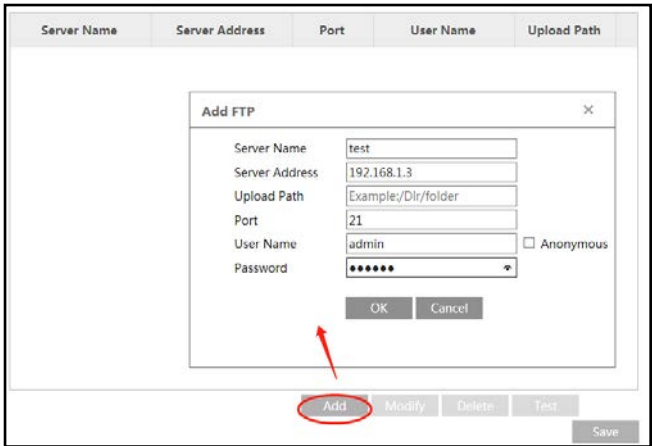 Server Name Server Address Port User Name Upload Path
Add FTP ×
Server Name test
Server Address 192.168.1.3
Upload Path Example:/Dir/folder
Port 21
User Name admin Anonymous
Password ●●●●●●
OK Cancel
Add Modify Delete Test
Save